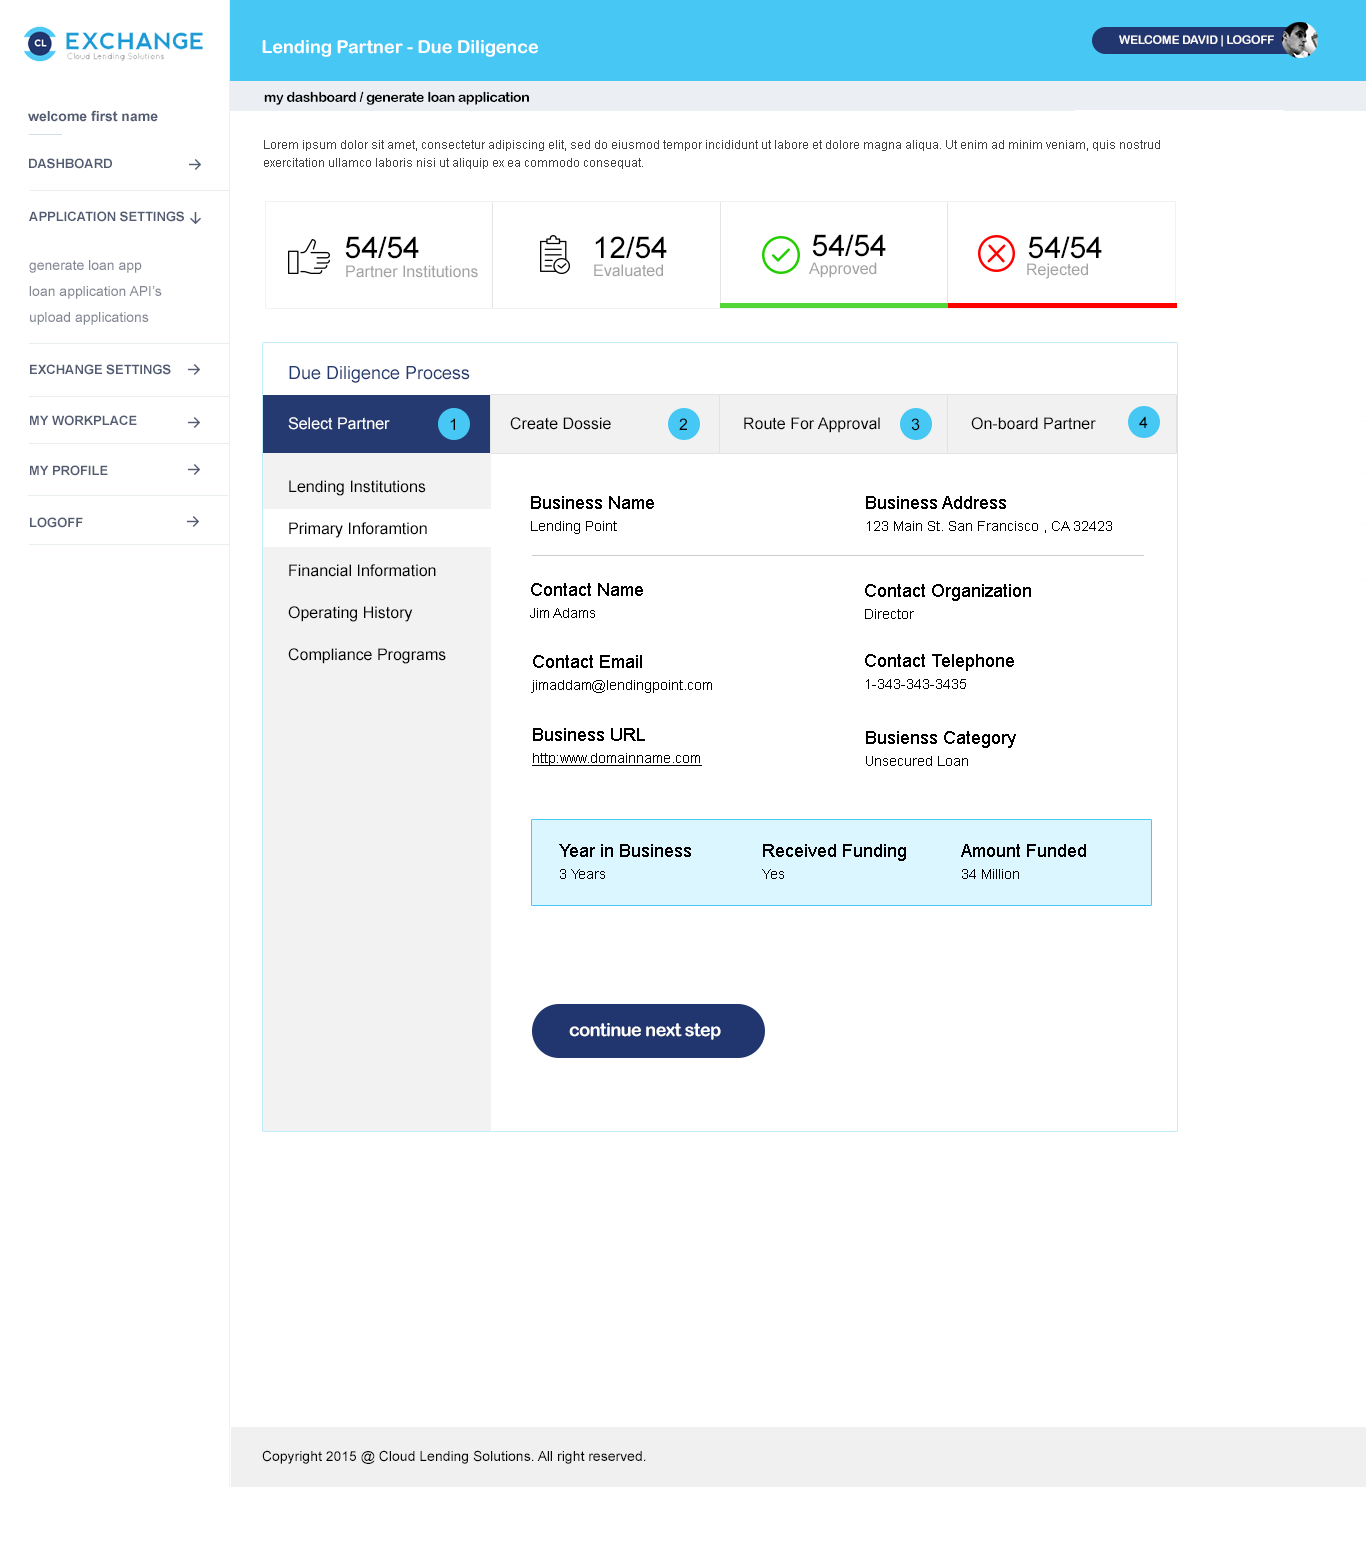 CL EXCHANGE
Cloud Lending Solutions
welcome first name
DASHBOARD
APPLICATION SETTINGS
generate loan app
loan application API's
upload applications
EXCHANGE SETTINGS
MY WORKPLACE
MY PROFILE
LOGOFF
Lending Partner - Due Diligence
WELCOME DAVID | LOGOFF
my dashboard / generate loan application
Lorem ipsum dolor sit amet, consectetur adipiscing elit, sed do eiusmod tempor incididunt ut labore et dolore magna aliqua. Ut enim ad minim veniam, quis nostrud
exercitation ullamco laboris nisi ut aliquip ex ea commodo consequat.
54/54
Partner Institutions
12/54
Evaluated
54/54
Approved
54/54
Rejected
Due Diligence Process
Select Partner 1
Create Dossie 2
Route For Approval 3
On-board Partner 4
Lending Institutions
Primary Inforamtion
Financial Information
Operating History
Compliance Programs
Business Name
Lending Point
Business Address
123 Main St. San Francisco , CA 32423
Contact Name
Jim Adams
Contact Organization
Director
Contact Email
jimaddam@lendingpoint.com
Contact Telephone
1-343-343-3435
Business URL
http:www.domainname.com
Busienss Category
Unsecured Loan
Year in Business
3 Years
Received Funding
Yes
Amount Funded
34 Million
continue next step
Copyright 2015 @ Cloud Lending Solutions. All right reserved.